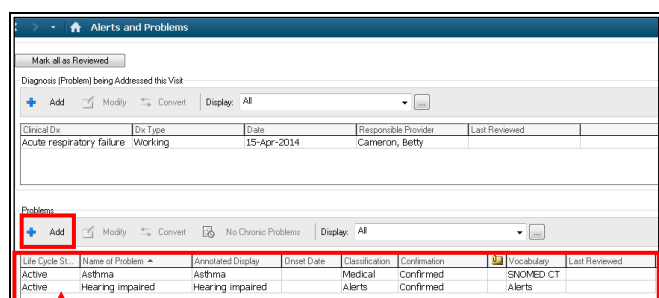 Alerts and Problems
Mark all as Reviewed
Diagnosis (Problem) being Addressed this Visit
Add Modify Convert Display: All ...
Clinical Dx Dx Type Date Responsible Provider Last Reviewed
Acute respiratory failure Working 15-Apr-2014 Cameron, Betty
Problems
Add Modify Convert No Chronic Problems Display: All ...
Life Cycle St... Name of Problem Annotated Display Onset Date Classification Confirmation Vocabulary Last Reviewed
Active Asthma Asthma Medical Confirmed SNOMED CT
Active Hearing impaired Hearing impaired Alerts Confirmed Alerts